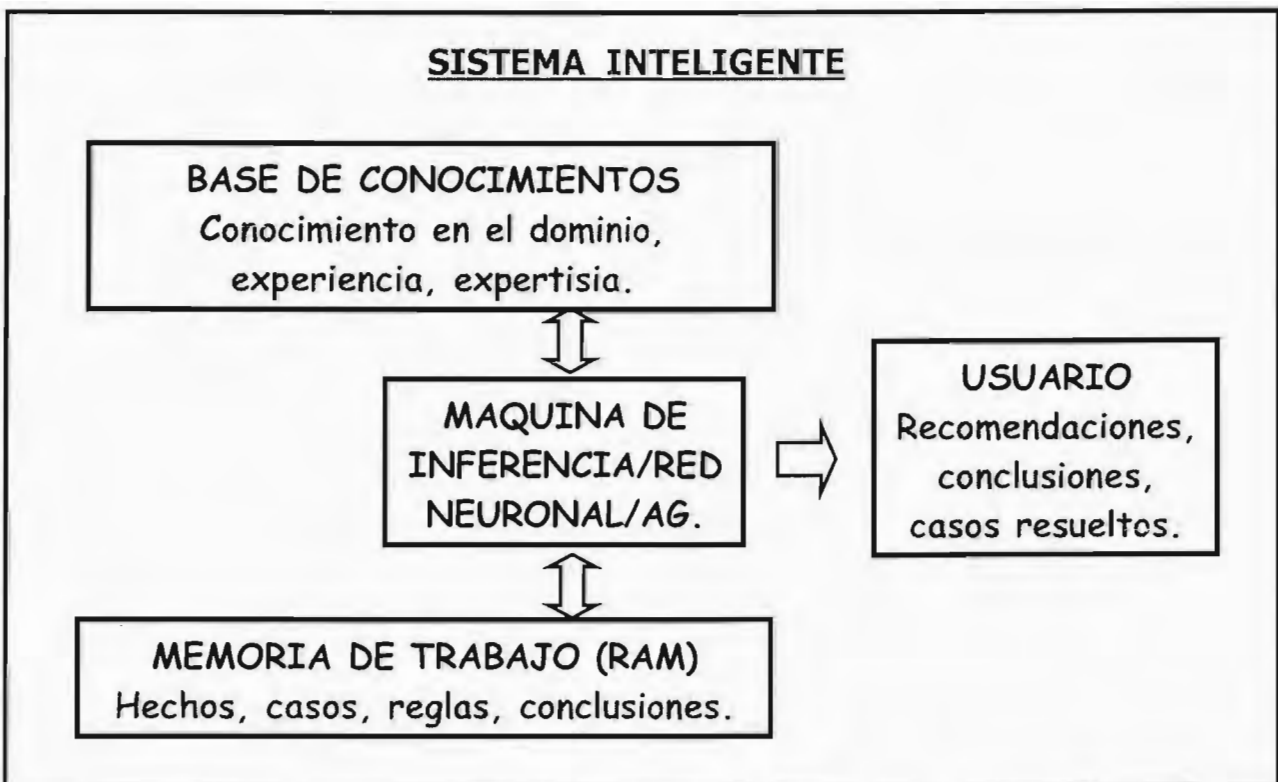 SISTEMA INTELIGENTE
BASE DE CONOCIMIENTOS
Conocimiento en el dominio,
experiencia, expertisia.
MAQUINA DE
INFERENCIA/RED
NEURONAL/AG.
USUARIO
Recomendaciones,
conclusiones,
casos resueltos.
MEMORIA DE TRABAJO (RAM)
Hechos, casos, reglas, conclusiones.